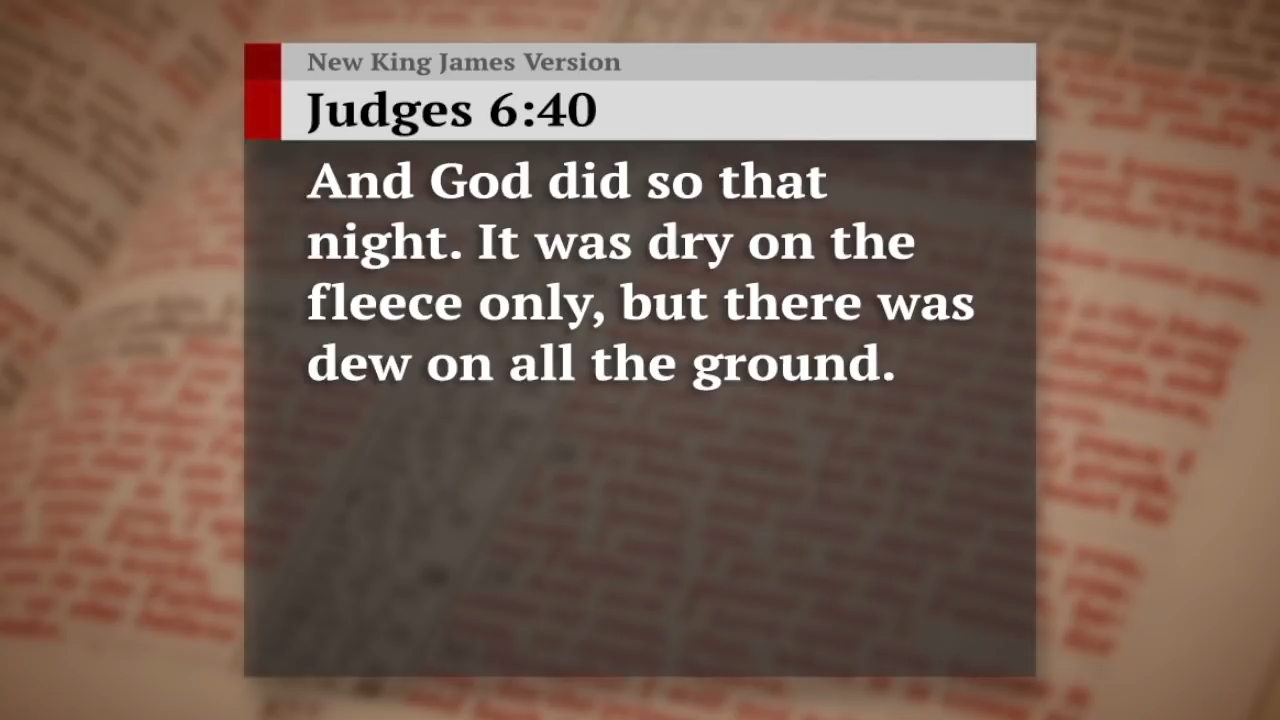 New King James Version
Judges 6:40
And God did so that
night. It was dry on the
fleece only, but there was
dew on all the ground.